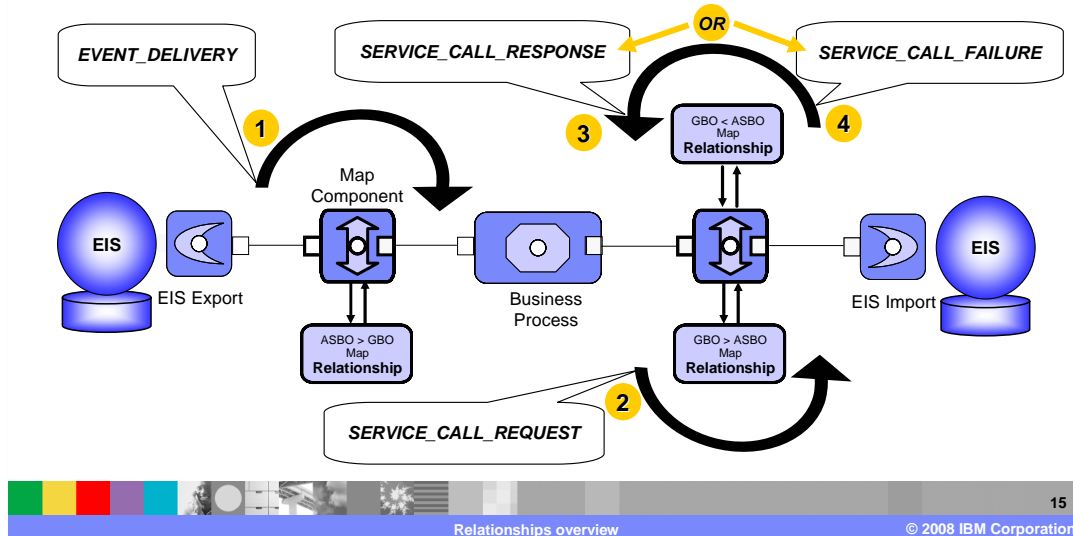 OR
EVENT_DELIVERY
SERVICE_CALL_RESPONSE
SERVICE_CALL_FAILURE
1
3
4
GBO < ASBO
Map
Relationship
Map
Component
EIS
EIS
EIS Export
Business
Process
EIS Import
ASBO > GBO
Map
Relationship
GBO > ASBO
Map
Relationship
2
SERVICE_CALL_REQUEST
15
Relationships overview
© 2008 IBM Corporation